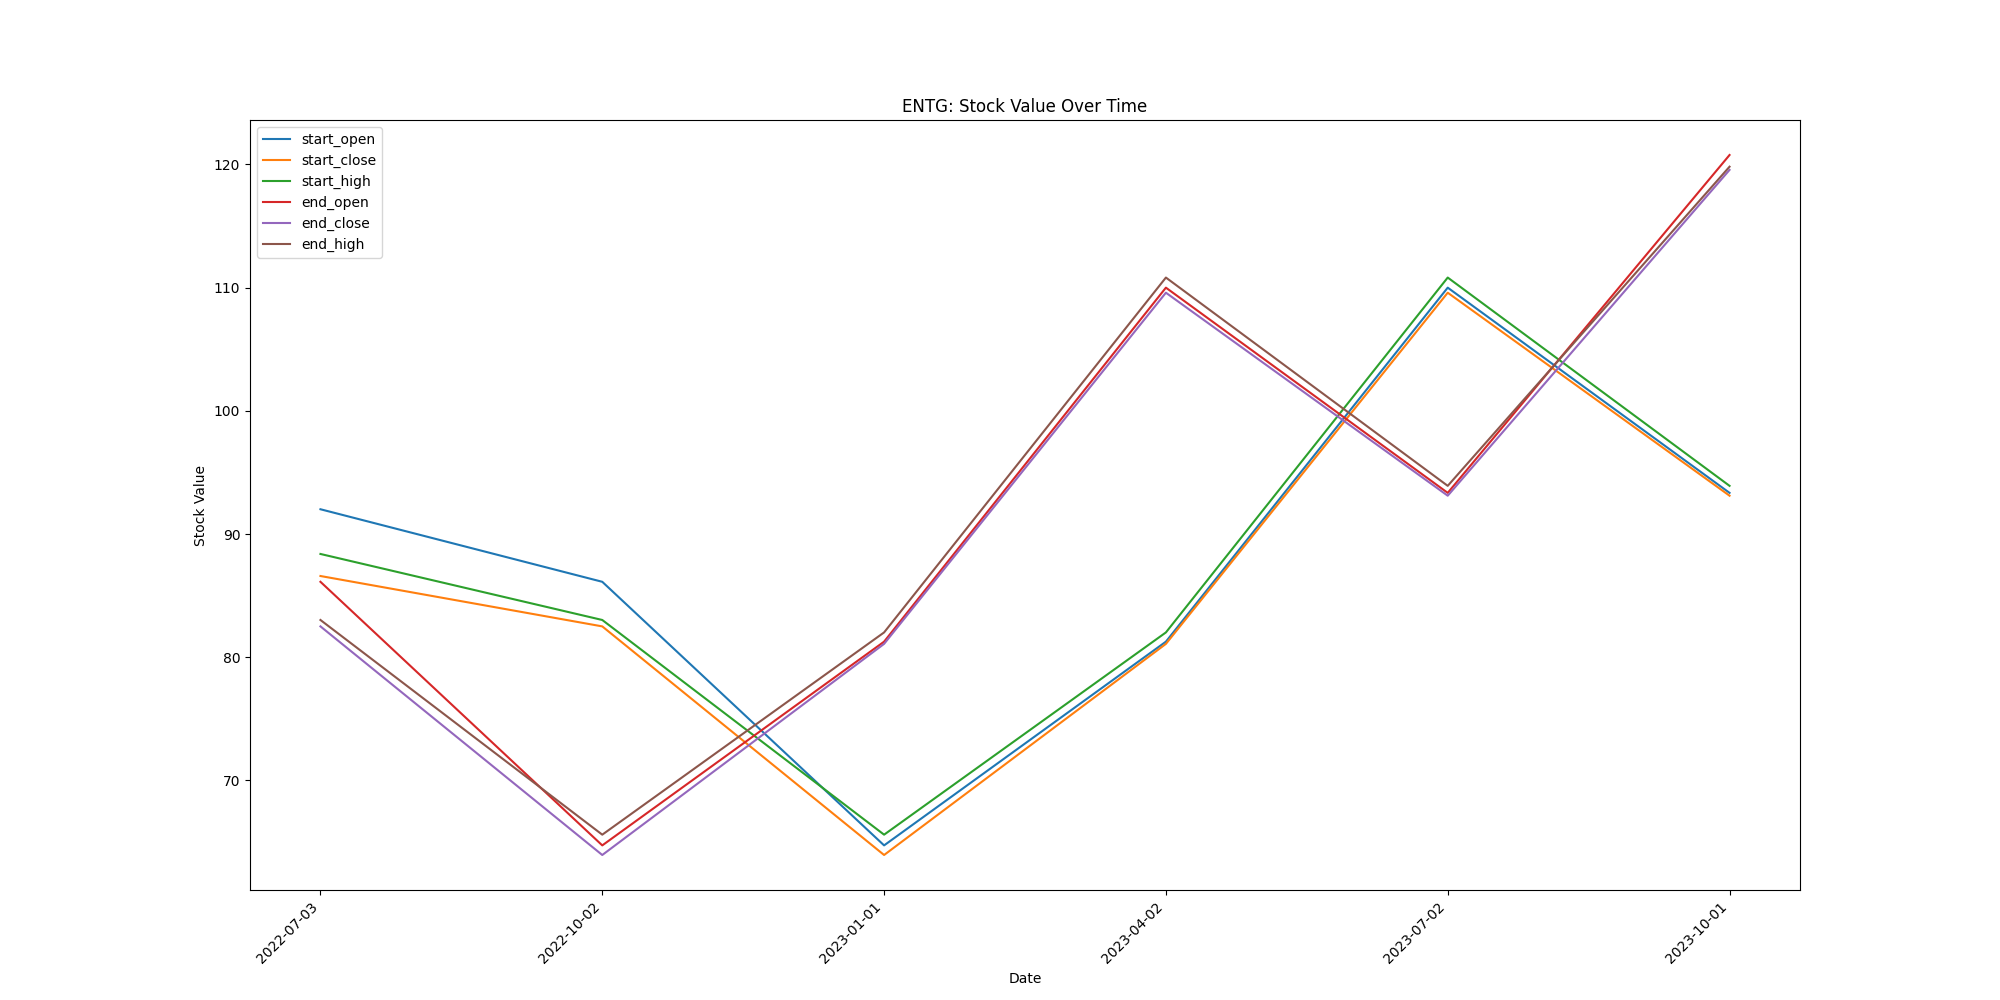 ENTG: Stock Value Over Time
start_open
start_close
start_high
end_open
end_close
end_high
120
110
100
90
80
70
Stock Value
2022-07-03
2022-10-02
2023-01-01
2023-04-02
2023-07-02
2023-10-01
Date